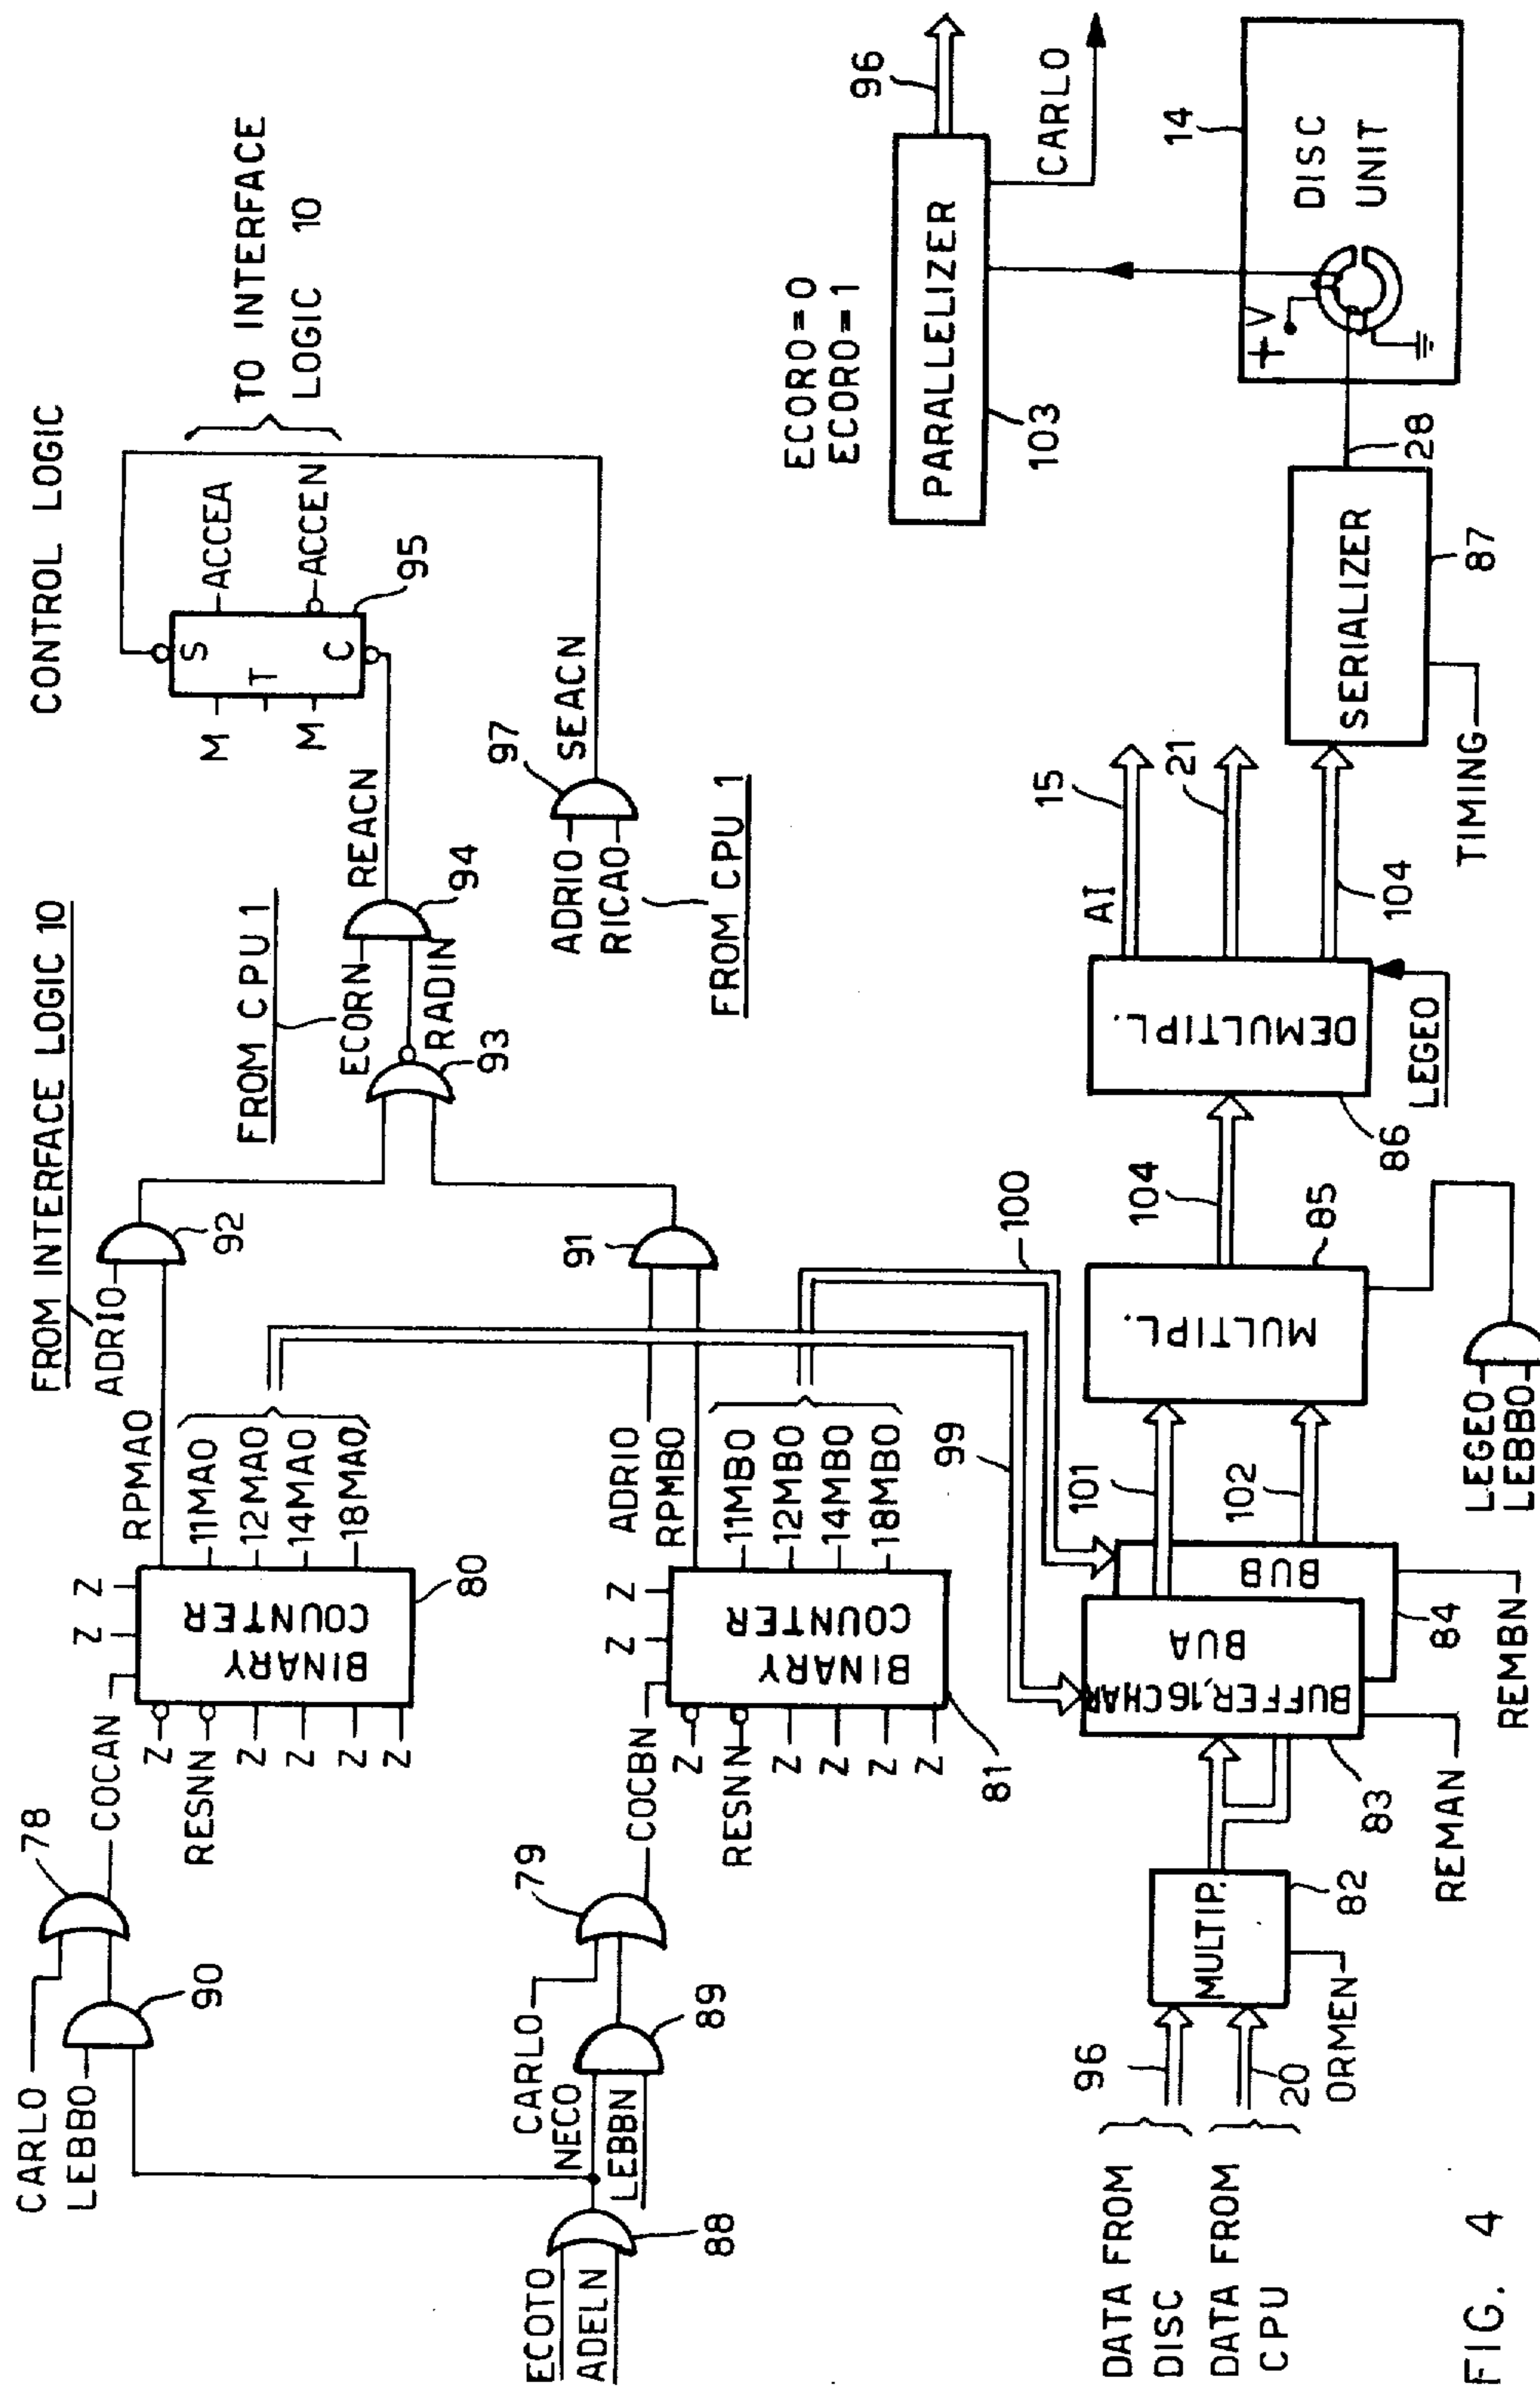 CONTROL LOGIC
FROM INTERFACE LOGIC 10
TO INTERFACE
LOGIC 10
CARLO
LEBBO
90
78
COCAN
Z
RESNN
Z
Z
Z
Z
Z
Z
BINARY
COUNTER
80
RPMAO
11MAO
12MAO
14MAO
18MAO
ADRIO
92
FROM CPU 1
ECORN
RADIN
93
94
REACN
M
T
M
S
C
ACCEA
ACCEN
95
ADRIO
RICAO
FROM CPU 1
97
SEACN
ECOTO
ADELN
88
NECO
LEBBN
CARLO
89
79
COCBN
Z
RESNN
Z
Z
Z
Z
Z
Z
BINARY
COUNTER
81
ADRIO
RPMBO
11MBO
12MBO
14MBO
18MBO
91
99
100
ECORO=0
ECORO=1
PARALLELIZER
103
96
CARLO
DATA FROM
DISC
DATA FROM
CPU
96
20
ORMEN
MULTIP.
82
BUFFER,16 CHAR
BUA
83
REMAN
BUB
84
REMBN
101
102
MULTIPL.
85
LEGEO
LEBBO
104
DEMULTIPL.
86
LEGEO
AI
15
21
104
TIMING
SERIALIZER
87
28
+V
DISC
UNIT
14
FIG. 4